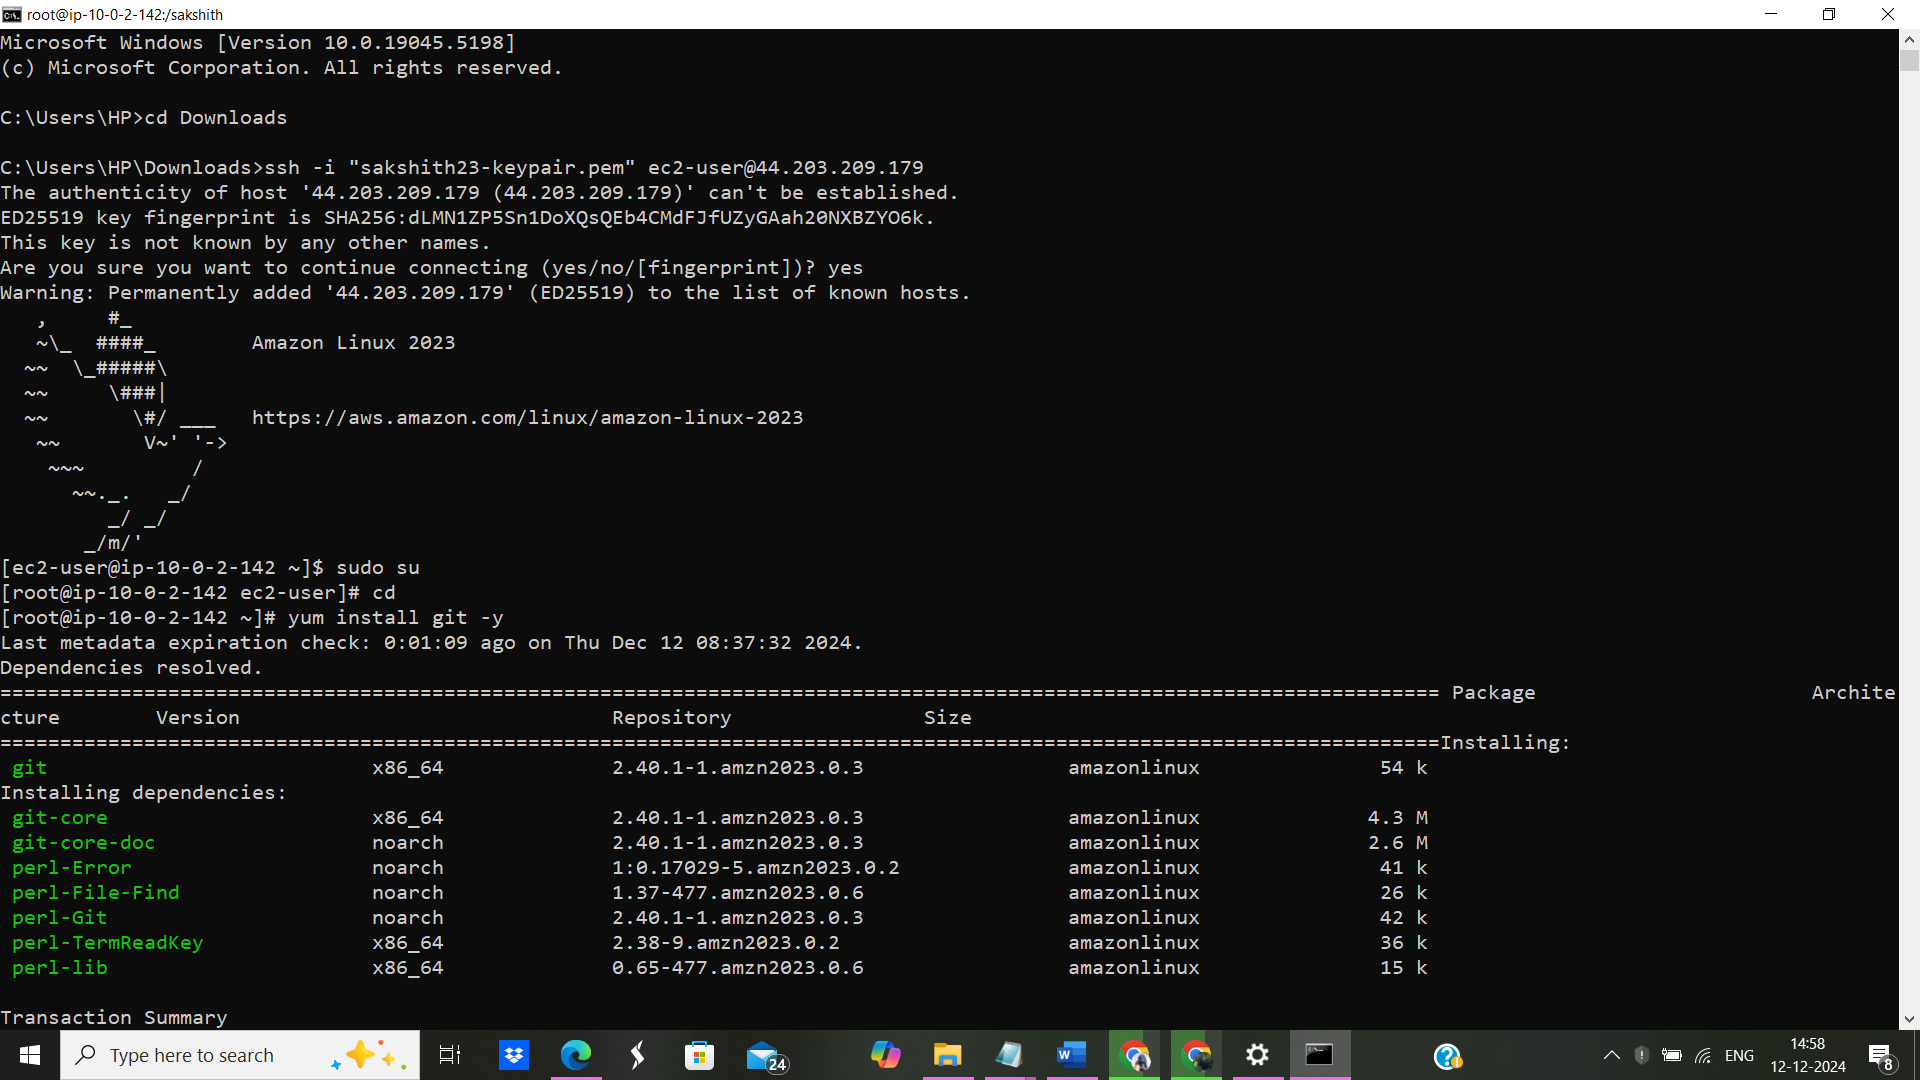 root@ip-10-0-2-142:/sakshith
Microsoft Windows [Version 10.0.19045.5198]
(c) Microsoft Corporation. All rights reserved.
C:\Users\HP>cd Downloads
C:\Users\HP\Downloads>ssh -i "sakshith23-keypair.pem" ec2-user@44.203.209.179
The authenticity of host '44.203.209.179 (44.203.209.179)' can't be established.
ED25519 key fingerprint is SHA256:dLMN1ZP5Sn1DoXQsQEb4CMdFJfUZyGAah20NXBZYO6k.
This key is not known by any other names.
Are you sure you want to continue connecting (yes/no/[fingerprint])? yes
Warning: Permanently added '44.203.209.179' (ED25519) to the list of known hosts.
   ,     #_
   ~\_  ####_        Amazon Linux 2023
  ~~  \_#####\
  ~~     \###|
  ~~       \#/ ___   https://aws.amazon.com/linux/amazon-linux-2023
   ~~       V~' '->
    ~~~         /
      ~~._.   _/
         _/ _/
       _/m/'
[ec2-user@ip-10-0-2-142 ~]$ sudo su
[root@ip-10-0-2-142 ec2-user]# cd
[root@ip-10-0-2-142 ~]# yum install git -y
Last metadata expiration check: 0:01:09 ago on Thu Dec 12 08:37:32 2024.
Dependencies resolved.
======================================================================================================================== Package                       Archite
cture        Version                               Repository                Size
========================================================================================================================Installing:
 git                           x86_64              2.40.1-1.amzn2023.0.3                 amazonlinux               54 k
Installing dependencies:
 git-core                      x86_64              2.40.1-1.amzn2023.0.3                 amazonlinux              4.3 M
 git-core-doc                  noarch              2.40.1-1.amzn2023.0.3                 amazonlinux              2.6 M
 perl-Error                    noarch              1:0.17029-5.amzn2023.0.2              amazonlinux               41 k
 perl-File-Find                noarch              1.37-477.amzn2023.0.6                 amazonlinux               26 k
 perl-Git                      noarch              2.40.1-1.amzn2023.0.3                 amazonlinux               42 k
 perl-TermReadKey              x86_64              2.38-9.amzn2023.0.2                   amazonlinux               36 k
 perl-lib                      x86_64              0.65-477.amzn2023.0.6                 amazonlinux               15 k
Transaction Summary
Type here to search
24
ENG
14:58
12-12-2024
8